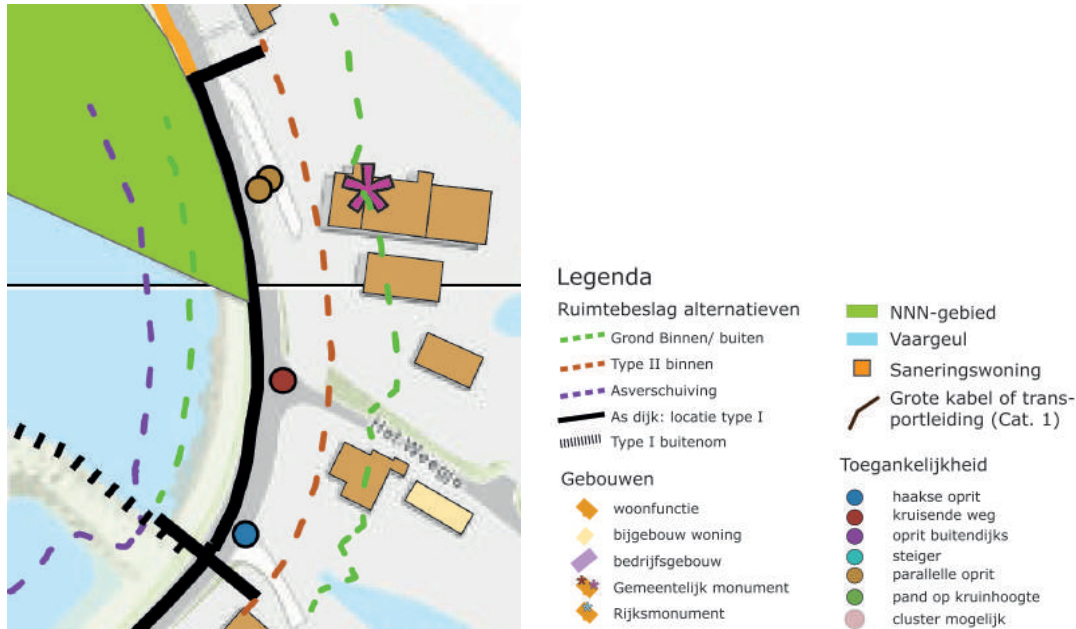 Het Weegje
Legenda
Ruimtebeslag alternatieven
Grond Binnen/ buiten
Type II binnen
Asverschuiving
As dijk: locatie type I
Type I buitenom
Gebouwen
woonfunctie
bijgebouw woning
bedrijfsgebouw
Gemeentelijk monument
Rijksmonument
NNN-gebied
Vaargeul
Saneringswoning
Grote kabel of trans-
portleiding (Cat. 1)
Toegankelijkheid
haakse oprit
kruisende weg
oprit buitendijks
steiger
parallelle oprit
pand op kruinhoogte
cluster mogelijk